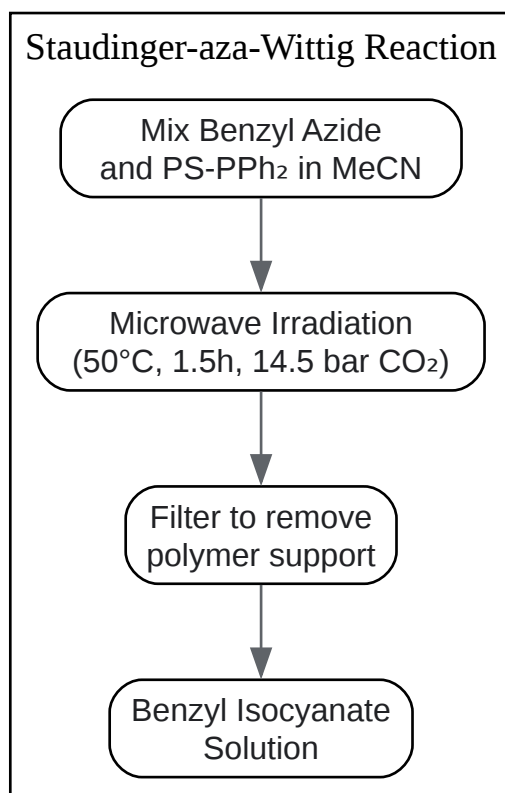 Staudinger-aza-Wittig Reaction
Mix Benzyl Azide
and PS-PPh₂ in MeCN
Microwave Irradiation
(50°C, 1.5h, 14.5 bar CO₂)
Filter to remove
polymer support
Benzyl Isocyanate
Solution